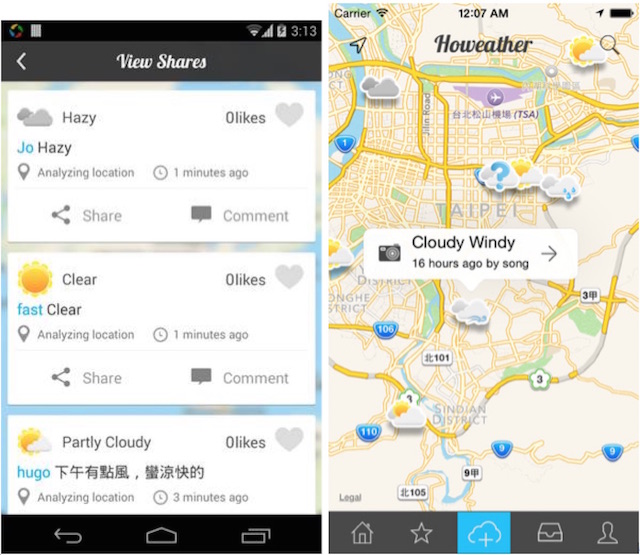 3:13
View Shares
Hazy
0likes
Jo Hazy
Analyzing location
1 minutes ago
Share
Comment
Clear
0likes
fast Clear
Analyzing location
1 minutes ago
Share
Comment
Partly Cloudy
0likes
hugo 下午有點風，蠻涼快的
Analyzing location
3 minutes ago
Carrier
12:07 AM
Howeather
Jilin Road
台北松山機場 (TSA)
1
TAIPEI
Cloudy Windy
16 hours ago by song
DISTRICT
DISTRICT
3甲
106
北101
3
3
SINDIAN
DISTRICT
110
9
9
9甲
Legal
北105